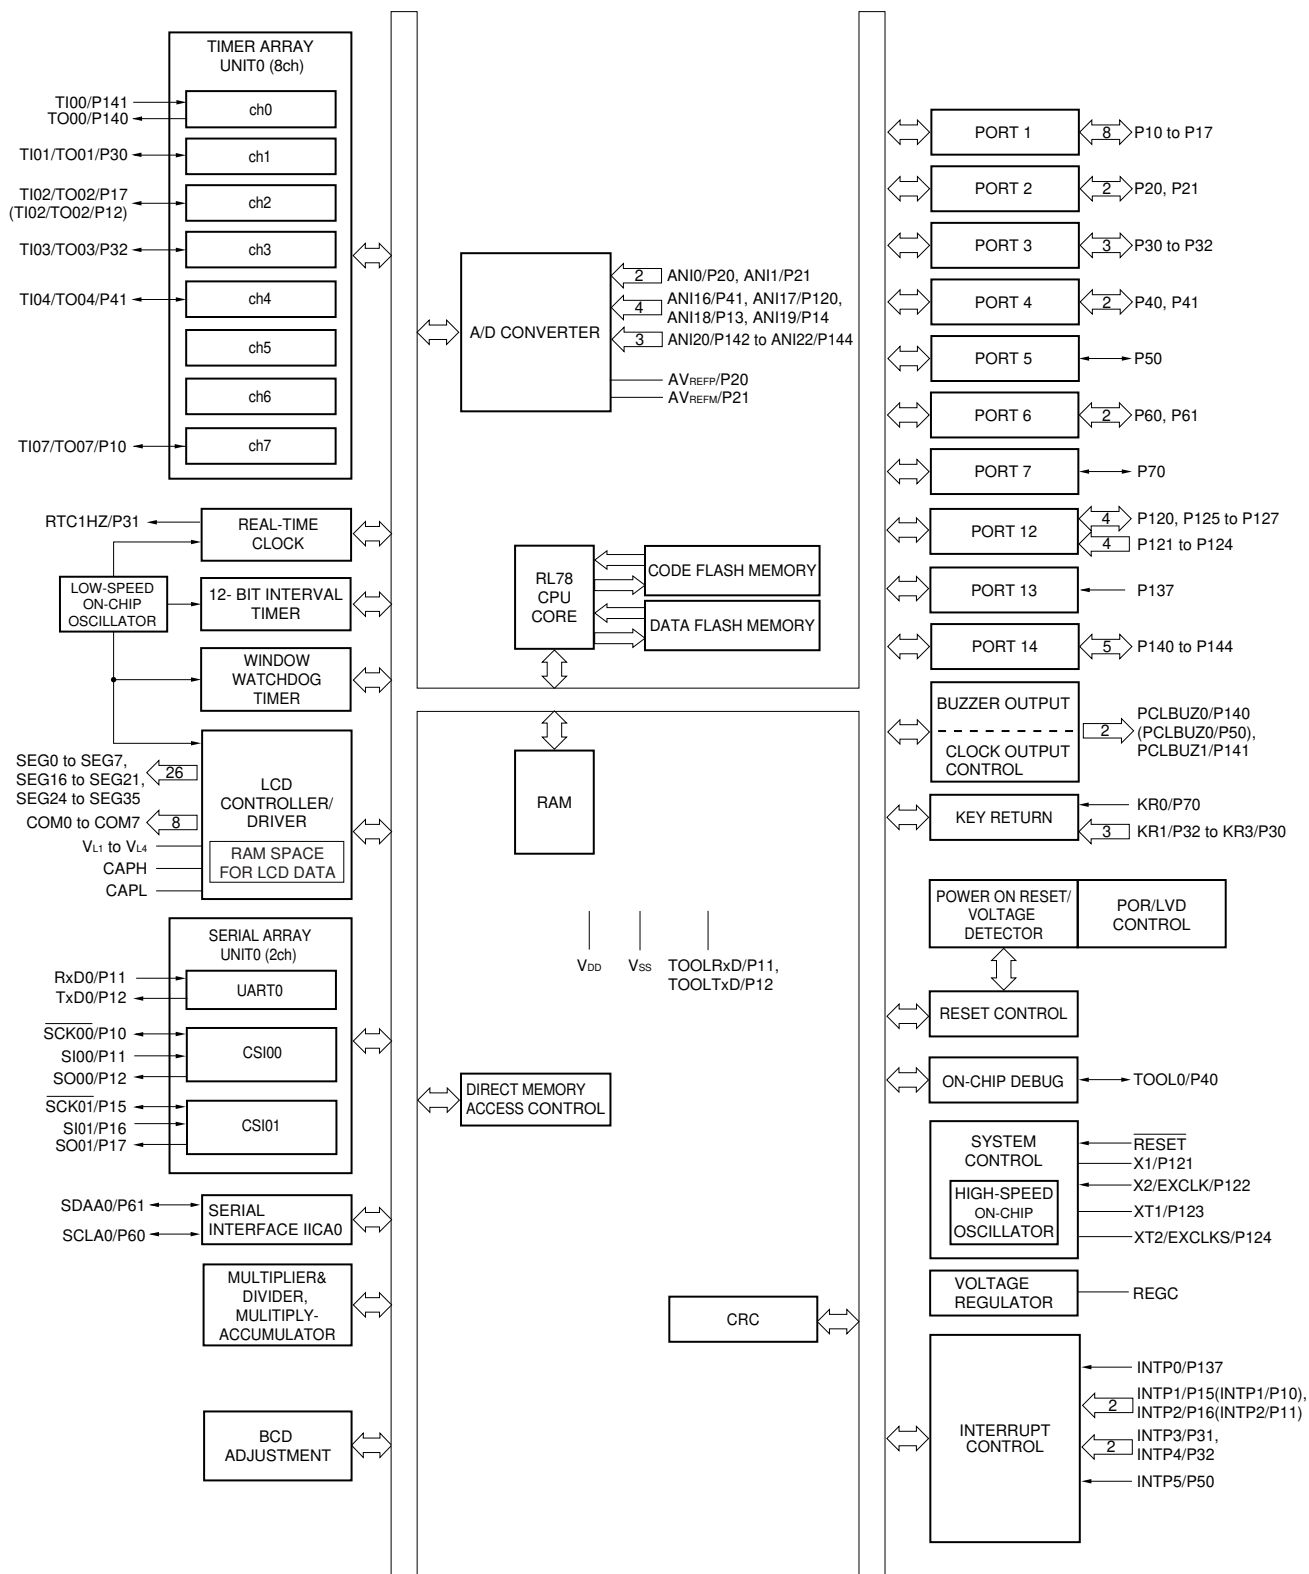 TIMER ARRAY
UNIT0 (8ch)
TI00/P141
TO00/P140
ch0
TI01/TO01/P30
ch1
TI02/TO02/P17
(TI02/TO02/P12)
ch2
TI03/TO03/P32
ch3
TI04/TO04/P41
ch4
ch5
ch6
TI07/TO07/P10
ch7
RTC1HZ/P31
REAL-TIME
CLOCK
LOW-SPEED
ON-CHIP
OSCILLATOR
12- BIT INTERVAL
TIMER
WINDOW
WATCHDOG
TIMER
SEG0 to SEG7,
SEG16 to SEG21,
SEG24 to SEG35
26
COM0 to COM7
8
VL1 to VL4
CAPH
CAPL
LCD
CONTROLLER/
DRIVER
RAM SPACE
FOR LCD DATA
SERIAL ARRAY
UNIT0 (2ch)
RxD0/P11
TxD0/P12
UART0
SCK00/P10
SI00/P11
SO00/P12
CSI00
SCK01/P15
SI01/P16
SO01/P17
CSI01
SDAA0/P61
SCLA0/P60
SERIAL
INTERFACE IICA0
MULTIPLIER&
DIVIDER,
MULITIPLY-
ACCUMULATOR
BCD
ADJUSTMENT
A/D CONVERTER
2
ANI0/P20, ANI1/P21
4
ANI16/P41, ANI17/P120,
ANI18/P13, ANI19/P14
3
ANI20/P142 to ANI22/P144
AVREFP/P20
AVREFM/P21
RL78
CPU
CORE
CODE FLASH MEMORY
DATA FLASH MEMORY
RAM
VDD
VSS
TOOLRxD/P11,
TOOLTxD/P12
DIRECT MEMORY
ACCESS CONTROL
CRC
PORT 1
8
P10 to P17
PORT 2
2
P20, P21
PORT 3
3
P30 to P32
PORT 4
2
P40, P41
PORT 5
P50
PORT 6
2
P60, P61
PORT 7
P70
PORT 12
4
P120, P125 to P127
4
P121 to P124
PORT 13
P137
PORT 14
5
P140 to P144
BUZZER OUTPUT
CLOCK OUTPUT
CONTROL
2
PCLBUZ0/P140
(PCLBUZ0/P50),
PCLBUZ1/P141
KEY RETURN
KR0/P70
3
KR1/P32 to KR3/P30
POWER ON RESET/
VOLTAGE
DETECTOR
POR/LVD
CONTROL
RESET CONTROL
ON-CHIP DEBUG
TOOL0/P40
SYSTEM
CONTROL
HIGH-SPEED
ON-CHIP
OSCILLATOR
RESET
X1/P121
X2/EXCLK/P122
XT1/P123
XT2/EXCLKS/P124
VOLTAGE
REGULATOR
REGC
INTERRUPT
CONTROL
INTP0/P137
2
INTP1/P15(INTP1/P10),
INTP2/P16(INTP2/P11)
2
INTP3/P31,
INTP4/P32
INTP5/P50